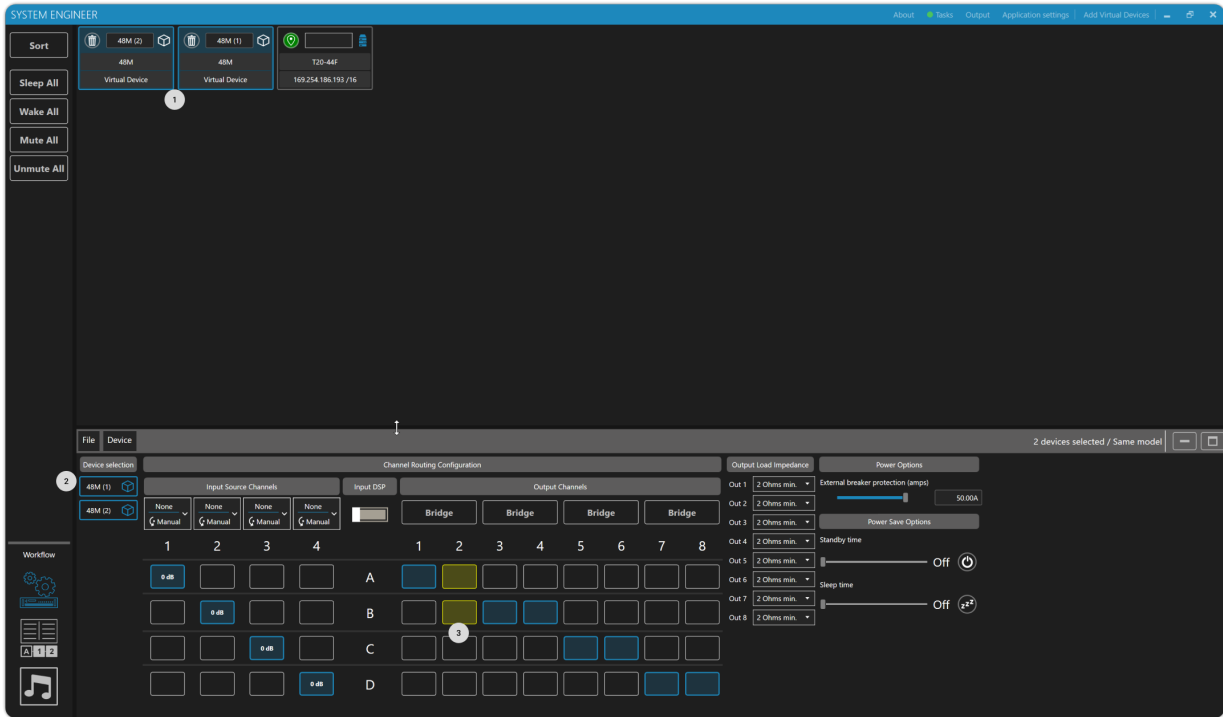 SYSTEM ENGINEER
About Tasks Output Application settings Add Virtual Devices
Sort
Sleep All
Wake All
Mute All
Unmute All
48M (2)
48M
Virtual Device
48M (1)
48M
Virtual Device
T20-44F
169.254.186.193 /16
1
File Device
2 devices selected / Same model
Device selection
2
48M (1)
48M (2)
Channel Routing Configuration
Input Source Channels Input DSP Output Channels
None None None None
Manual Manual Manual Manual
Bridge Bridge Bridge Bridge
1 2 3 4 1 2 3 4 5 6 7 8
0 dB A
0 dB B
3
0 dB C
0 dB D
Output Load Impedance
Out 1 2 Ohms min.
Out 2 2 Ohms min.
Out 3 2 Ohms min.
Out 4 2 Ohms min.
Out 5 2 Ohms min.
Out 6 2 Ohms min.
Out 7 2 Ohms min.
Out 8 2 Ohms min.
Power Options
External breaker protection (amps)
50.00A
Power Save Options
Standby time
Off
Sleep time
Off zzz
Workflow
A 1 2